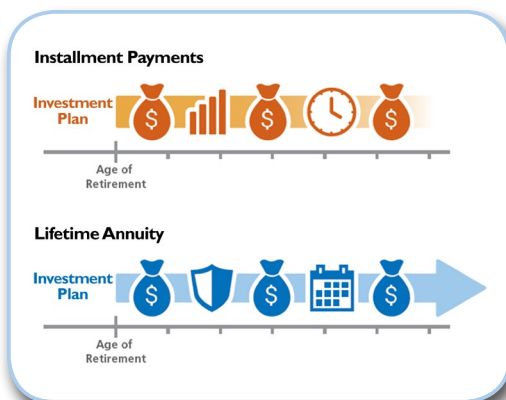 Installment Payments
Investment
Plan
$ $ $
Age of
Retirement
Lifetime Annuity
Investment
Plan
$ $ $
Age of
Retirement